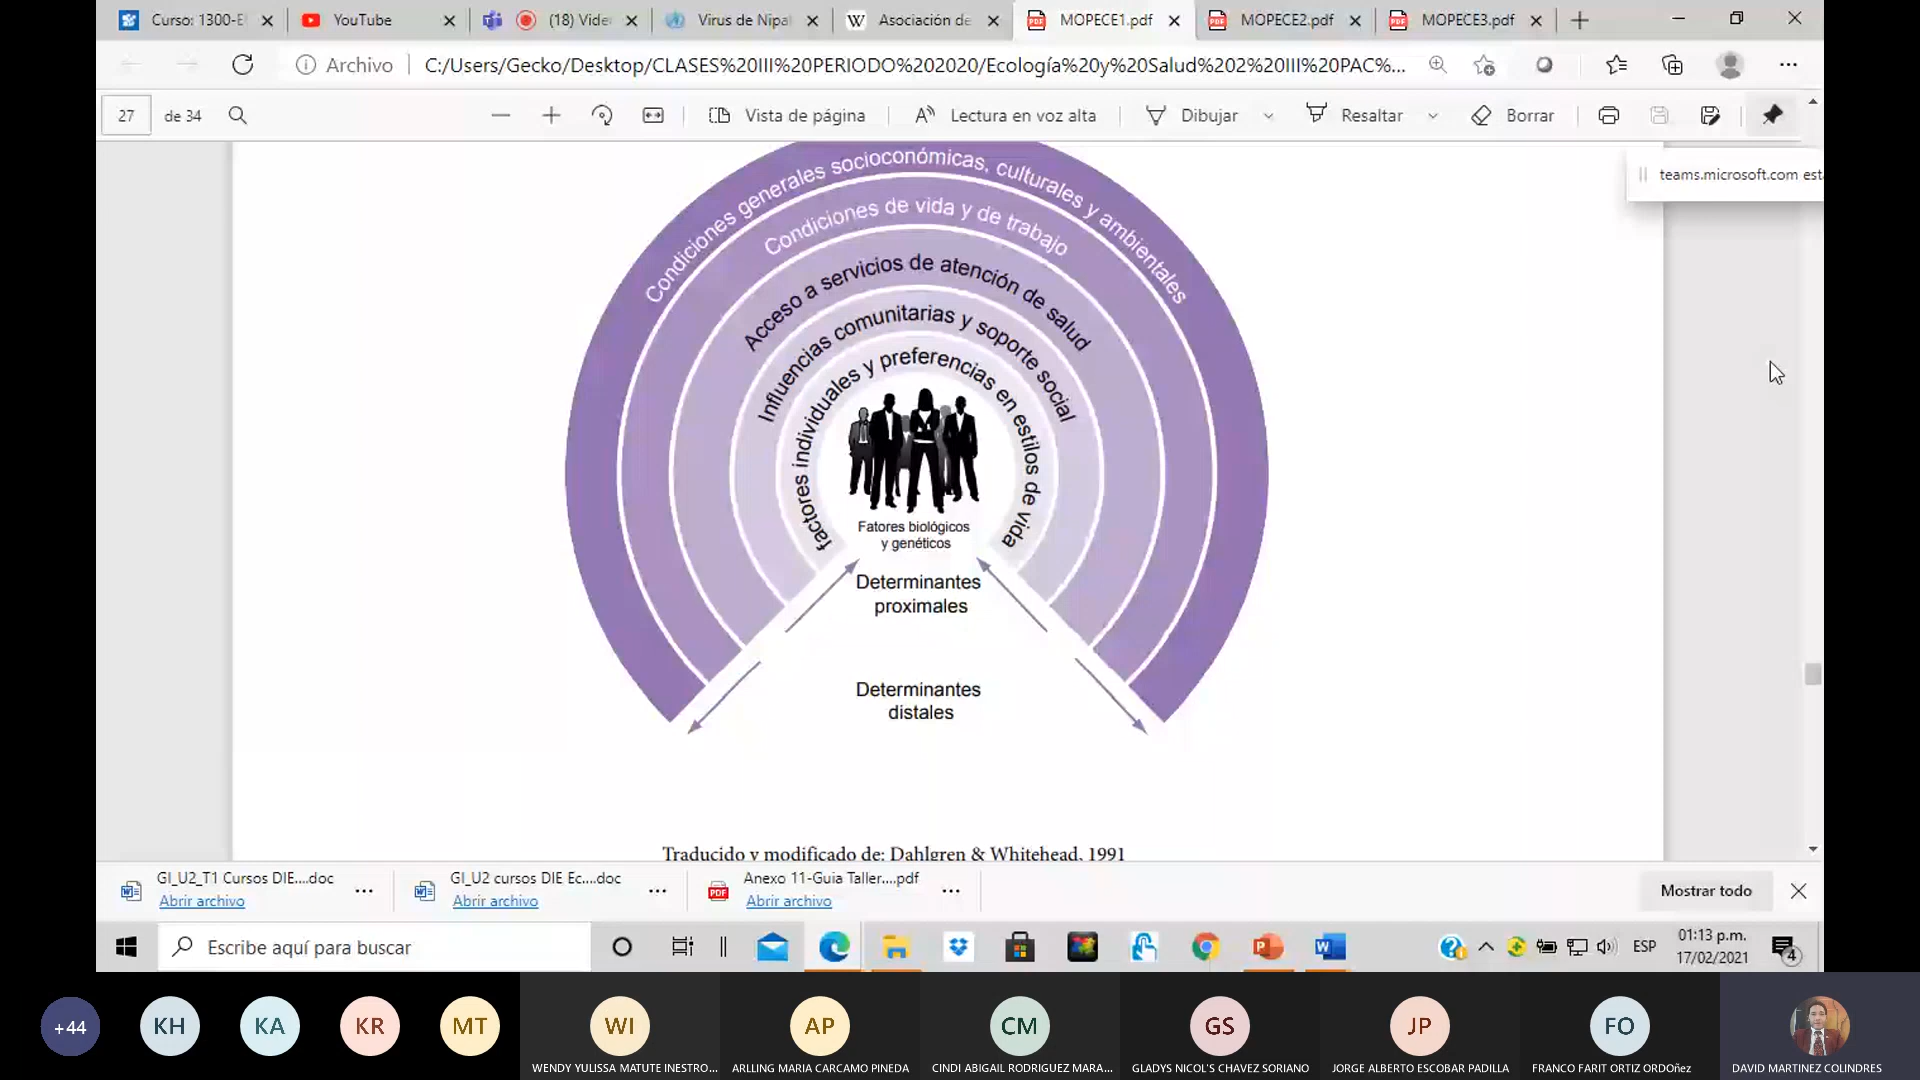 Curso: 1300-E
YouTube
(18) Vide
Virus de Nipa
Asociación de
MOPECE1.pdf
MOPECE2.pdf
MOPECE3.pdf
Archivo
C:/Users/Gecko/Desktop/CLASES%20III%20PERIODO%202020/Ecología%20y%20Salud%202%20III%20PAC%...
27
de 34
Vista de página
Lectura en voz alta
Dibujar
Resaltar
Borrar
teams.microsoft.com est
Condiciones generales socioconómicas, culturales y ambientales
Condiciones de vida y de trabajo
Acceso a servicios de atención de salud
Influencias comunitarias y soporte social
factores individuales y preferencias en estilos de vida
Fatores biológicos
y genéticos
Determinantes
proximales
Determinantes
distales
Traducido y modificado de: Dahlgren & Whitehead, 1991
GI_U2_T1 Cursos DIE....doc
Abrir archivo
GI_U2 cursos DIE Ec....doc
Abrir archivo
Anexo 11-Guia Taller....pdf
Abrir archivo
Mostrar todo
Escribe aquí para buscar
ESP
01:13 p.m.
17/02/2021
4
+44
KH
KA
KR
MT
WI
AP
CM
GS
JP
FO
WENDY YULISSA MATUTE INESTRO...
ARLLING MARIA CARCAMO PINEDA
CINDI ABIGAIL RODRIGUEZ MARA...
GLADYS NICOL'S CHAVEZ SORIANO
JORGE ALBERTO ESCOBAR PADILLA
FRANCO FARIT ORTIZ ORDOñez
DAVID MARTINEZ COLINDRES